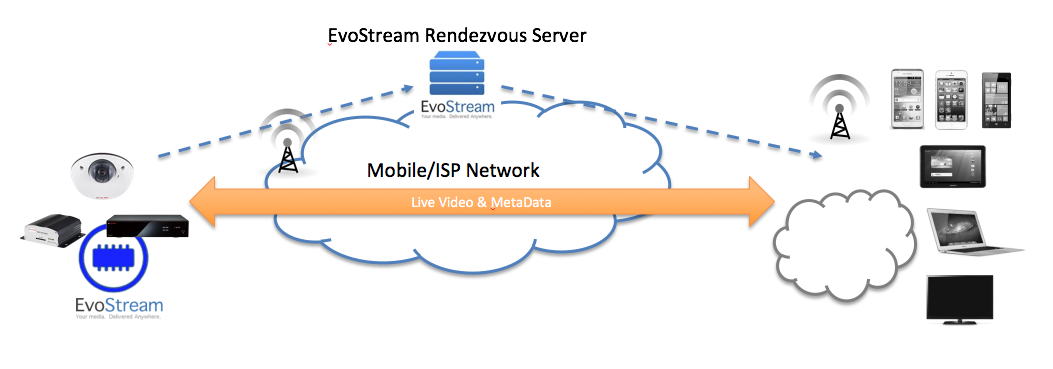 EvoStream Rendezvous Server
EvoStream
Your media. Delivered Anywhere.
Mobile/ISP Network
Live Video & MetaData
EvoStream
Your media. Delivered Anywhere.